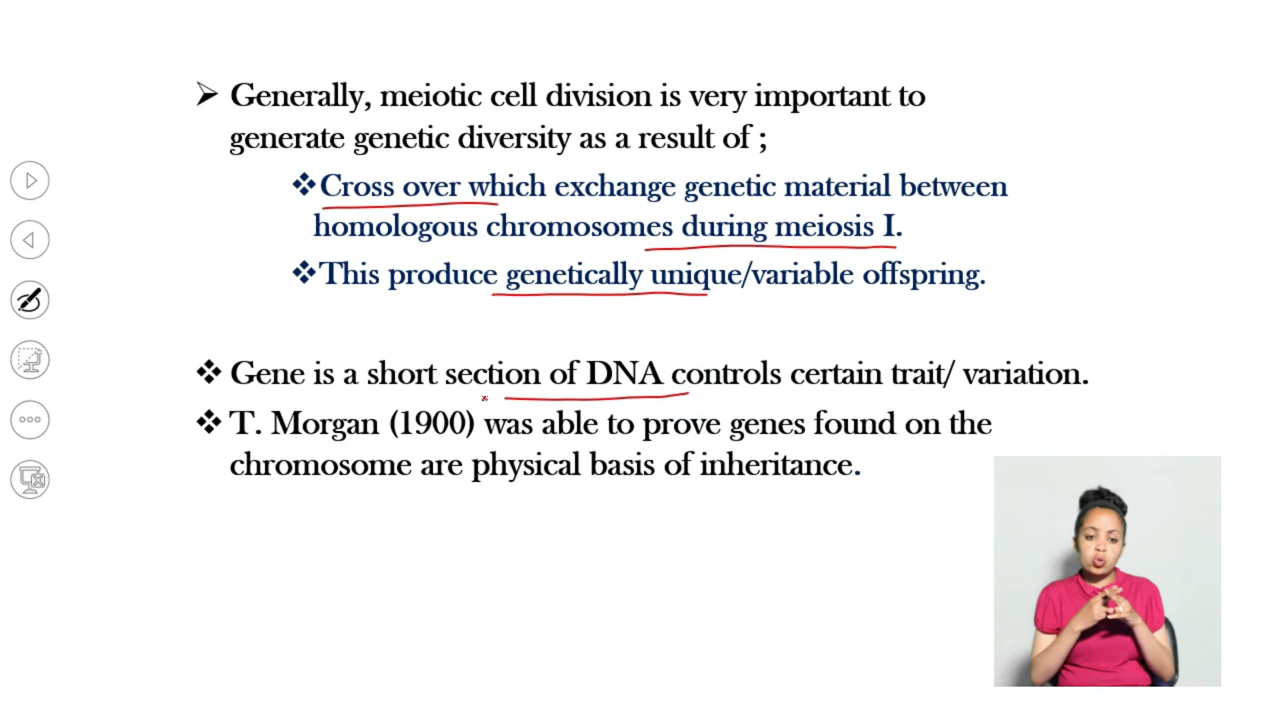 ➤ Generally, meiotic cell division is very important to
generate genetic diversity as a result of ;
❖Cross over which exchange genetic material between
homologous chromosomes during meiosis I.
❖This produce genetically unique/variable offspring.
❖ Gene is a short section of DNA controls certain trait/ variation.
❖ T. Morgan (1900) was able to prove genes found on the
chromosome are physical basis of inheritance.